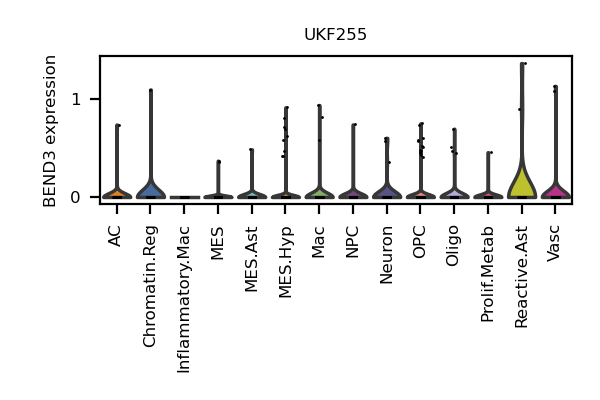 UKF255
BEND3 expression
1
0
AC
Chromatin.Reg
Inflammatory.Mac
MES
MES.Ast
MES.Hyp
Mac
NPC
Neuron
OPC
Oligo
Prolif.Metab
Reactive.Ast
Vasc